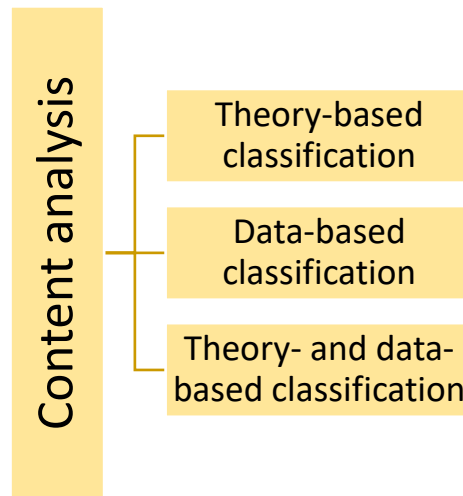 Content analysis
Theory-based
classification
Data-based
classification
Theory- and data-
based classification